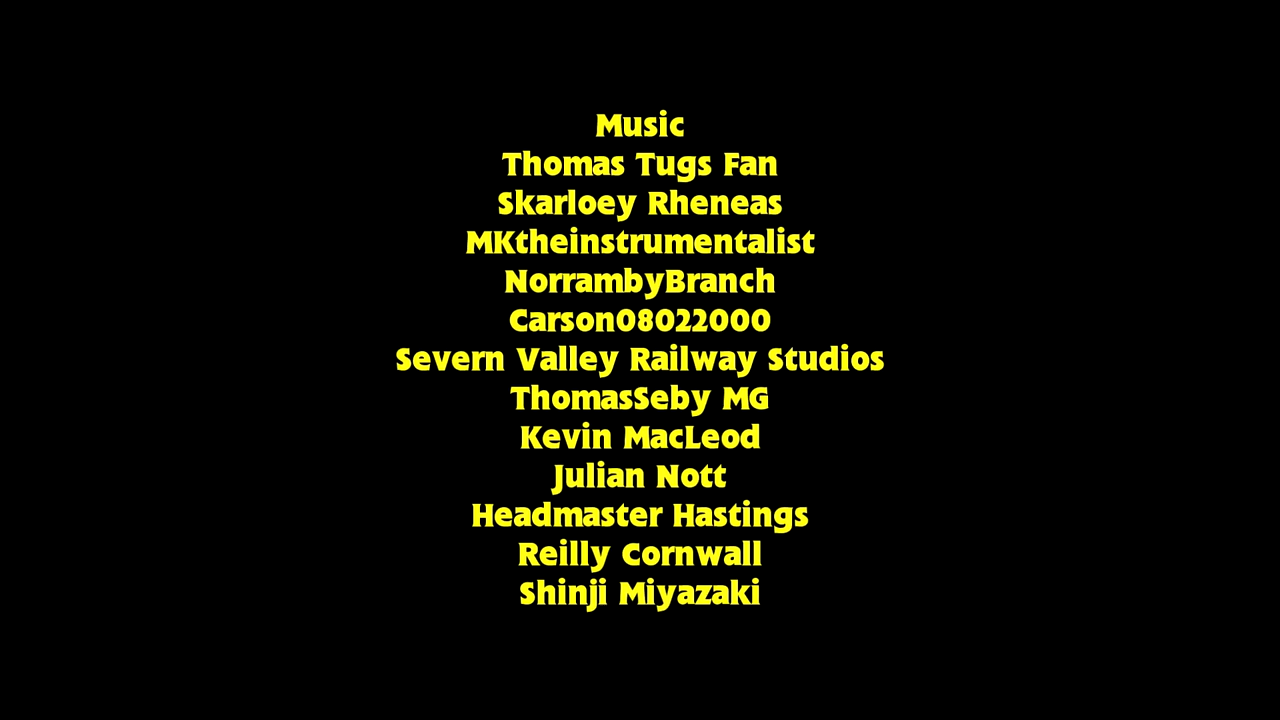 Music
Thomas Tugs Fan
Skarloey Rheneas
MKtheinstrumentalist
NorrambyBranch
Carson08022000
Severn Valley Railway Studios
ThomasSeby MG
Kevin MacLeod
Julian Nott
Headmaster Hastings
Reilly Cornwall
Shinji Miyazaki